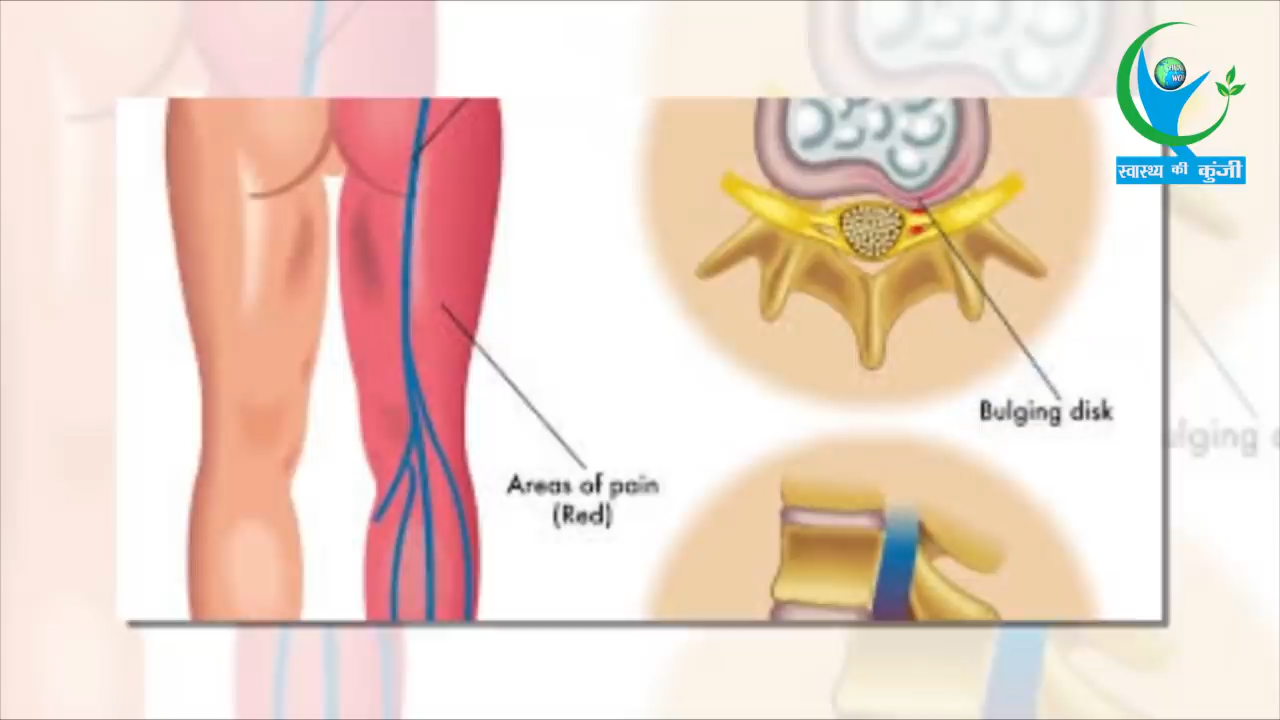 स्वास्थ्य की कुंजी
Bulging disk
Areas of pain
(Red)